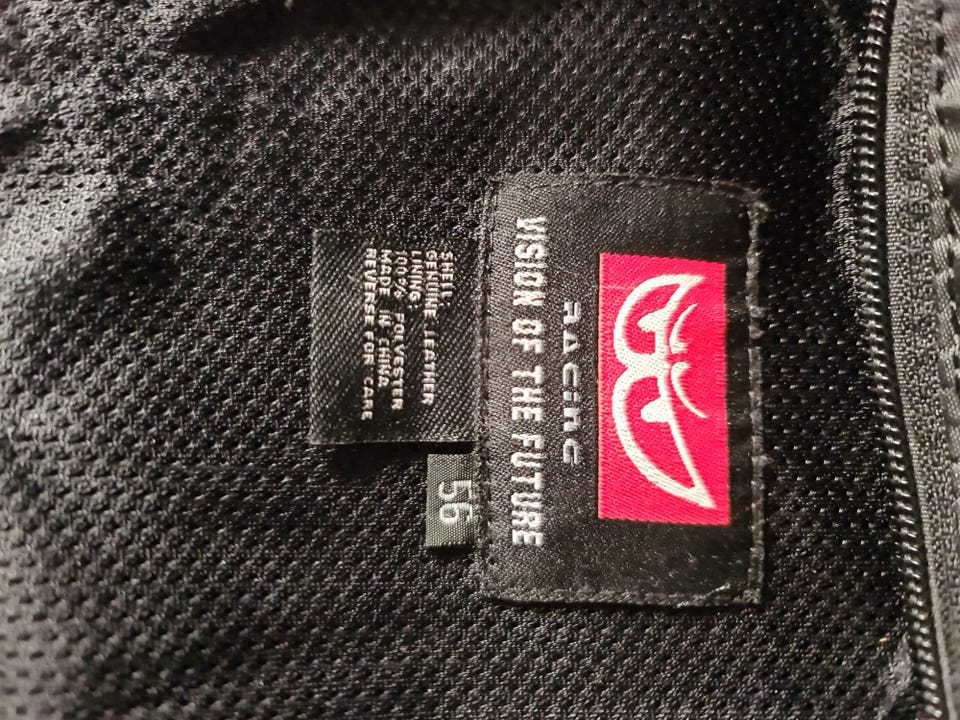 RACING
VISION OF THE FUTURE
SHELL
GENUINE LEATHER
LINING
100% POLYESTER
MADE IN CHINA
REVERSE FOR CARE
56